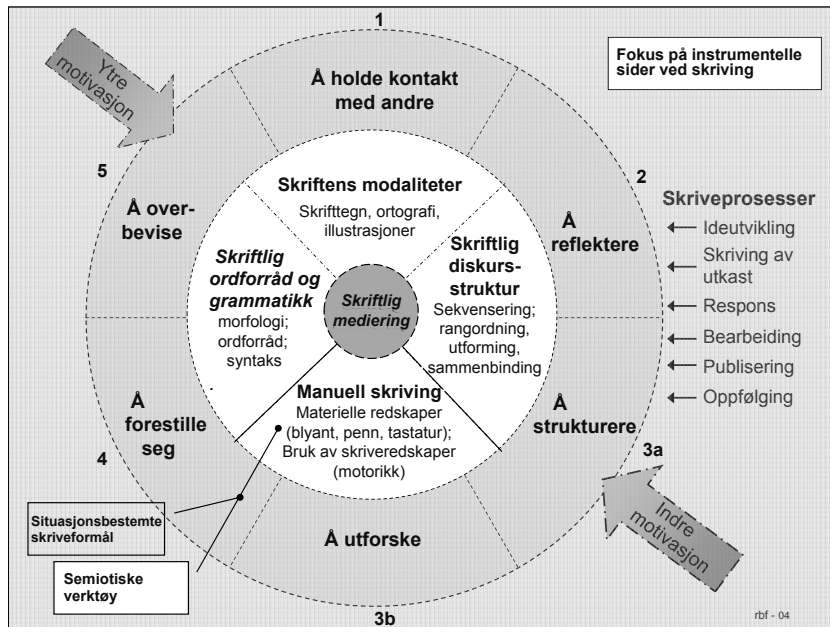 1
Ytre
motivasjon
Å holde kontakt
med andre
Fokus på instrumentelle
sider ved skriving
5
2
Å over-
bevise
Skriftens modaliteter
Skrifttegn, ortografi,
illustrasjoner
Å
reflektere
Skriveprosesser
Ideutvikling
Skriving av
utkast
Respons
Bearbeiding
Publisering
Oppfølging
Skriftlig
ordforråd og
grammatikk
morfologi;
ordforråd;
syntaks
Skriftlig
mediering
Skriftlig
diskurs-
struktur
Sekvensering;
rangordning,
utforming,
sammenbinding
Å
forestille
seg
4
Manuell skriving
Materielle redskaper
(blyant, penn, tastatur);
Bruk av skriveredskaper
(motorikk)
Å
strukturere
3a
Indre
motivasjon
Situasjonsbestemte
skriveformål
Å utforske
Semiotiske
verktøy
3b
rbf - 04